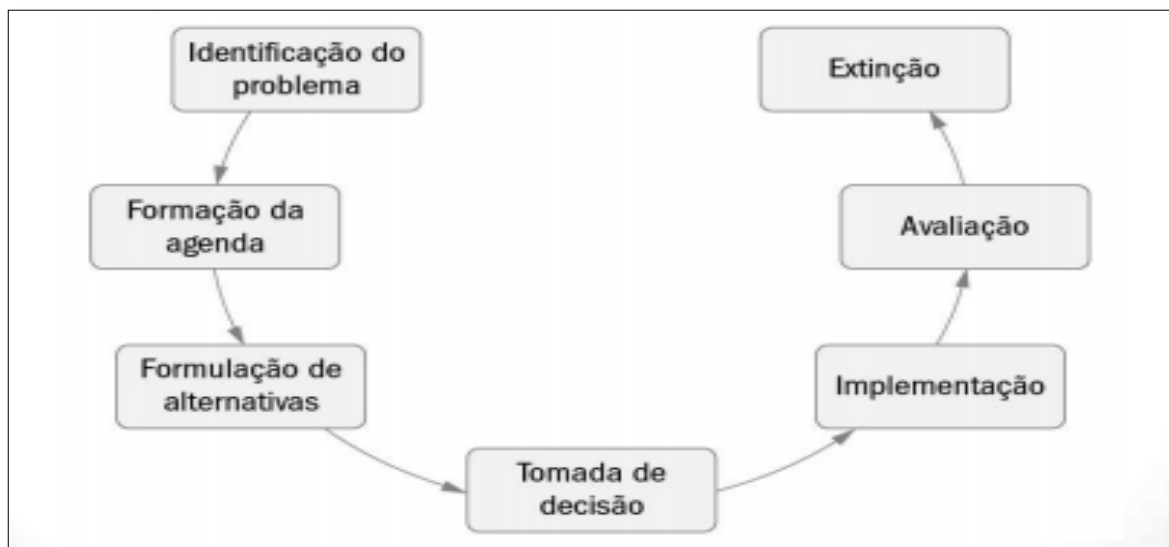 Identificação do
problema
Formação da
agenda
Formulação de
alternativas
Tomada de
decisão
Implementação
Avaliação
Extinção